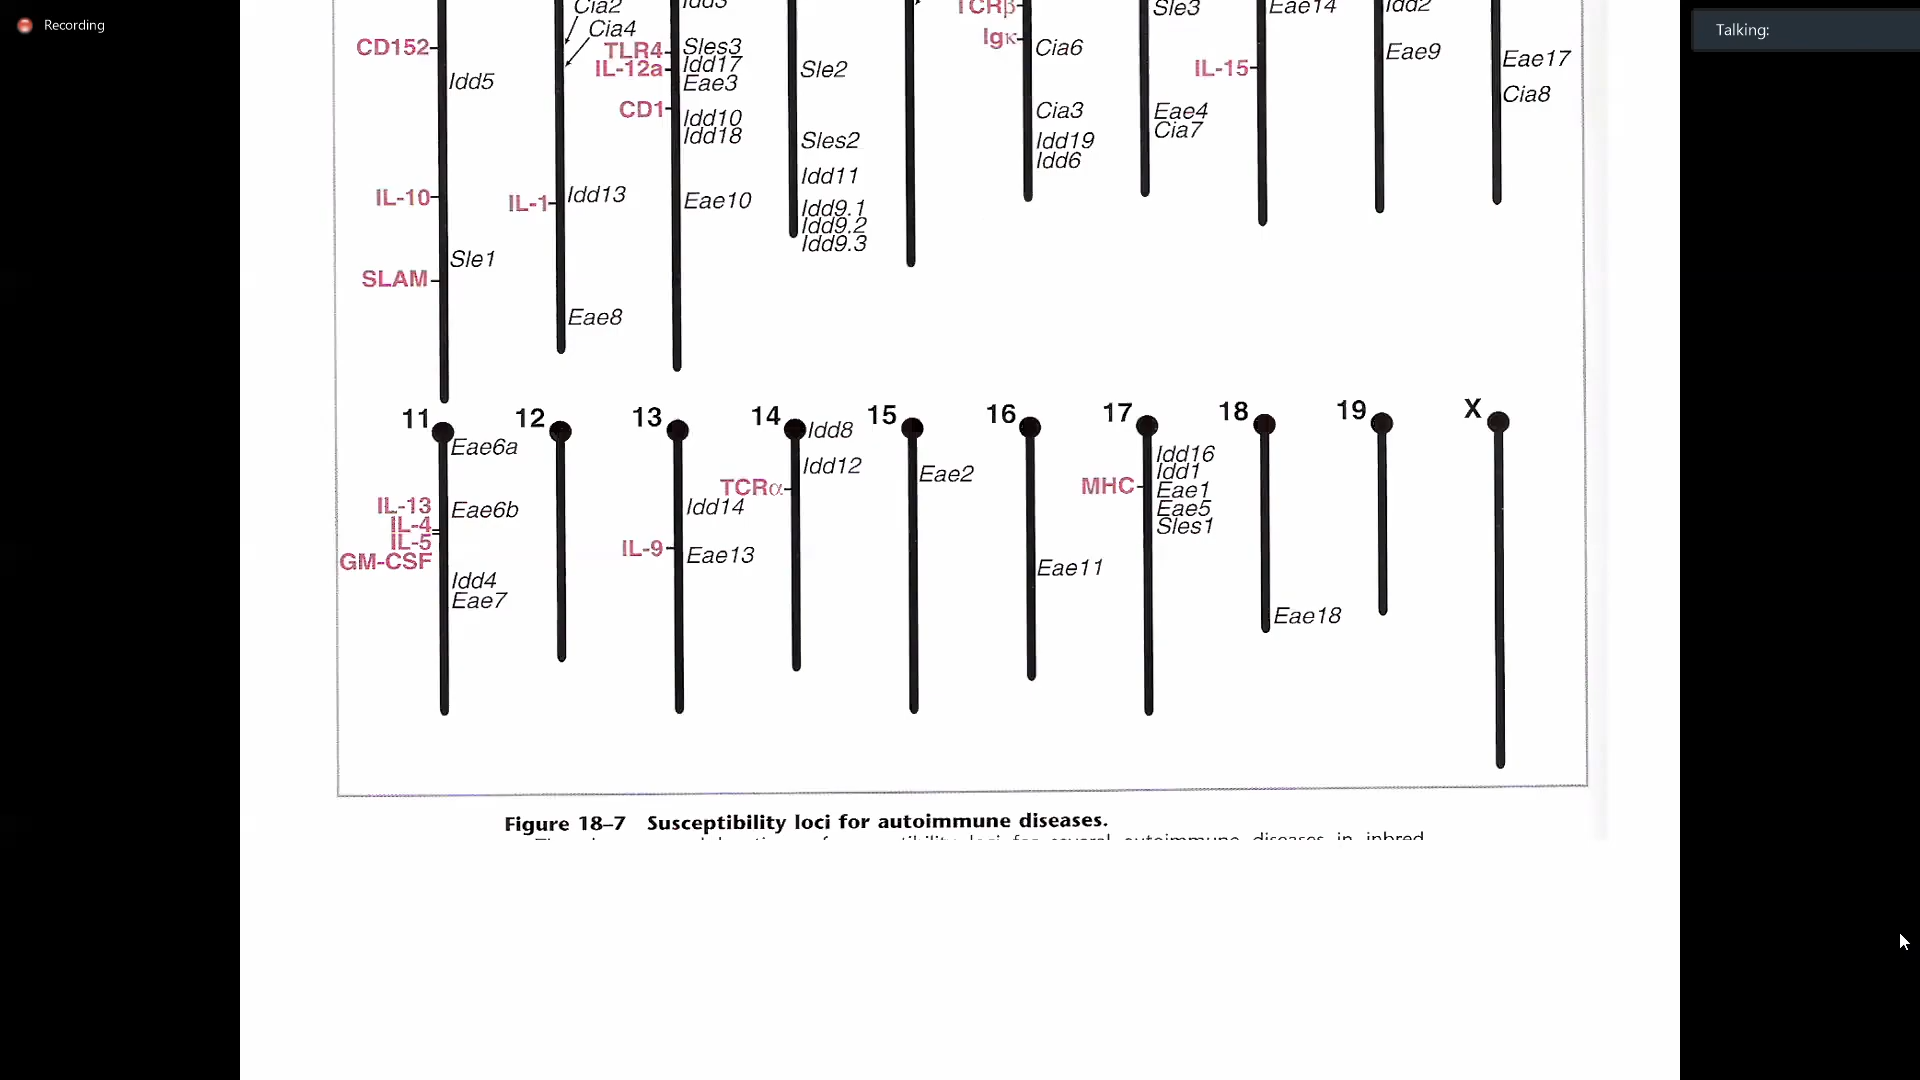 Recording
Talking:
Cia2
Idd3
TCRβ
Sle3
Eae14
Idd2
Cia4
Igκ
CD152
TLR4
Sles3
Cia6
Eae9
Eae17
IL-12a
Idd17
Sle2
IL-15
Idd5
Eae3
Cia8
CD1
Idd10
Cia3
Eae4
Idd18
Sles2
Idd19
Cia7
Idd6
Idd11
IL-10
IL-1
Idd13
Eae10
Idd9.1
Idd9.2
Idd9.3
Sle1
SLAM
Eae8
11 12 13 14 15 16 17 18 19 X
Idd8
Eae6a
Idd16
Idd12
Eae2
Idd1
TCRα
MHC
Eae1
IL-13
Eae6b
Idd14
Eae5
IL-4
Sles1
IL-5
IL-9
Eae13
GM-CSF
Eae11
Idd4
Eae7
Eae18
Figure 18–7 Susceptibility loci for autoimmune diseases.